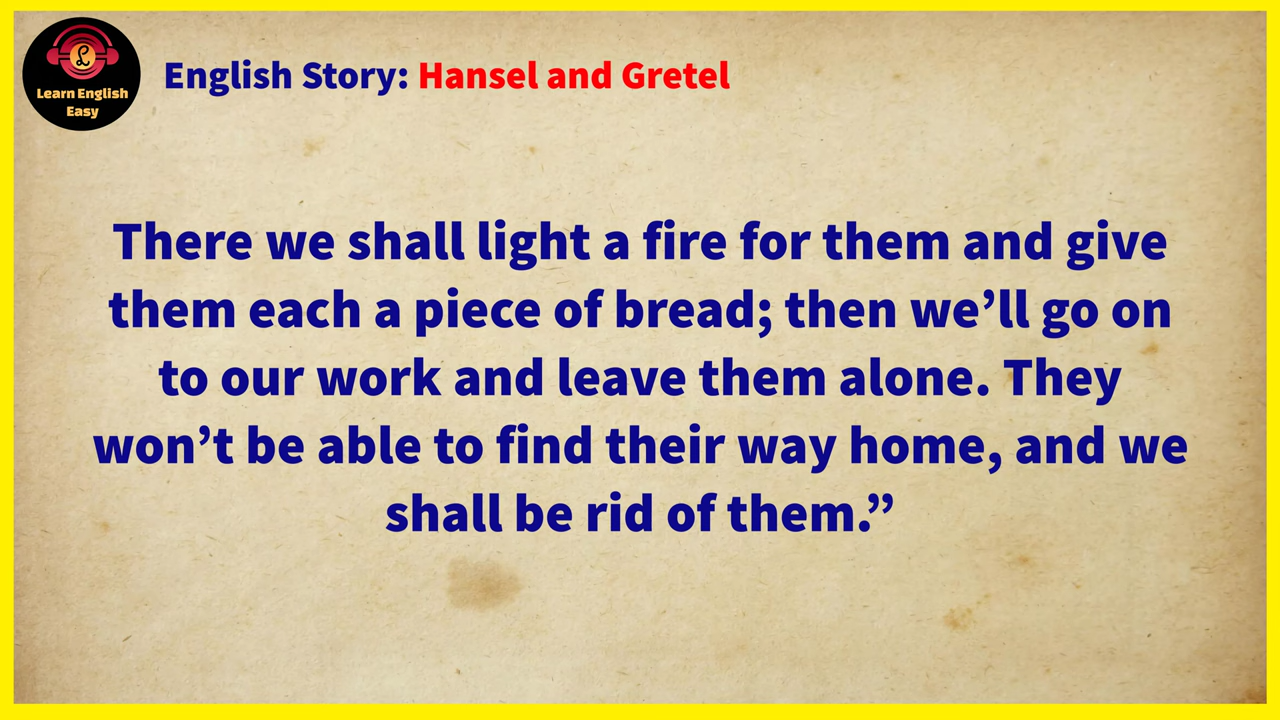 Learn English
Easy
English Story: Hansel and Gretel
There we shall light a fire for them and give
them each a piece of bread; then we’ll go on
to our work and leave them alone. They
won’t be able to find their way home, and we
shall be rid of them.”